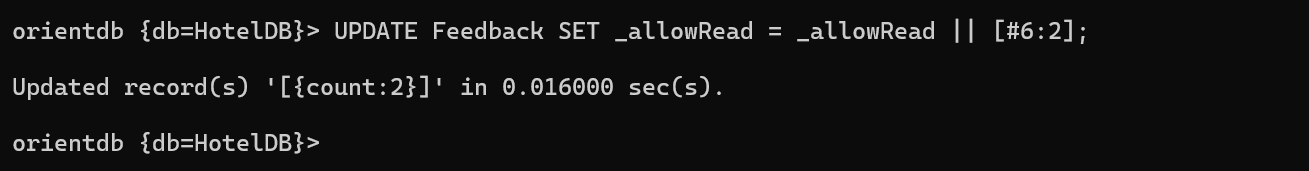 orientdb {db=HotelDB}> UPDATE Feedback SET _allowRead = _allowRead || [#6:2];
Updated record(s) '[{count:2}]' in 0.016000 sec(s).
orientdb {db=HotelDB}>